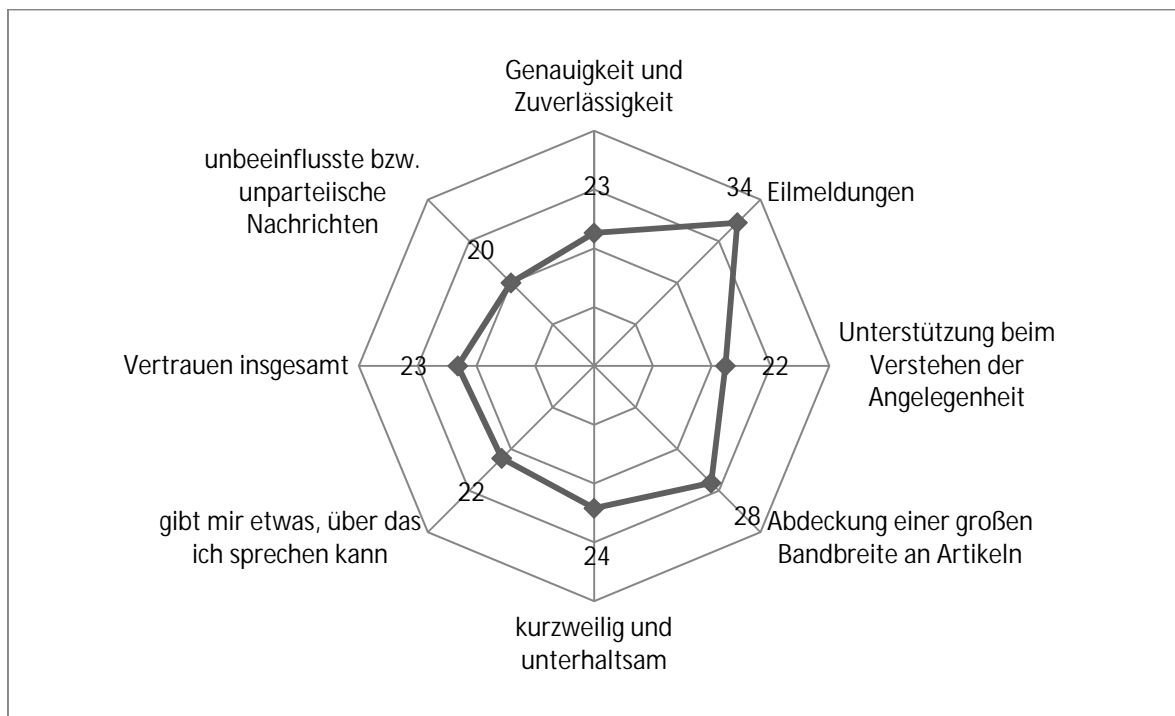 Genauigkeit und
Zuverlässigkeit
23
34
Eilmeldungen
Unterstützung beim
Verstehen der
Angelegenheit
22
28
Abdeckung einer großen
Bandbreite an Artikeln
24
kurzweilig und
unterhaltsam
22
gibt mir etwas, über das
ich sprechen kann
Vertrauen insgesamt
23
unbeeinflusste bzw.
unparteiische
Nachrichten
20